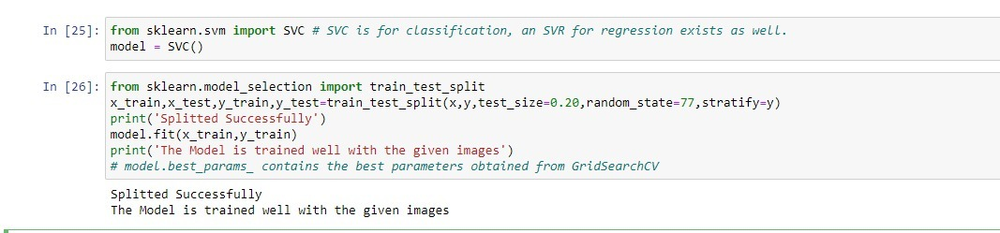 In [25]: from sklearn.svm import SVC # SVC is for classification, an SVR for regression exists as well.
model = SVC()
In [26]: from sklearn.model_selection import train_test_split
x_train,x_test,y_train,y_test=train_test_split(x,y,test_size=0.20,random_state=77,stratify=y)
print('Splitted Successfully')
model.fit(x_train,y_train)
print('The Model is trained well with the given images')
# model.best_params_ contains the best parameters obtained from GridSearchCV
Splitted Successfully
The Model is trained well with the given images